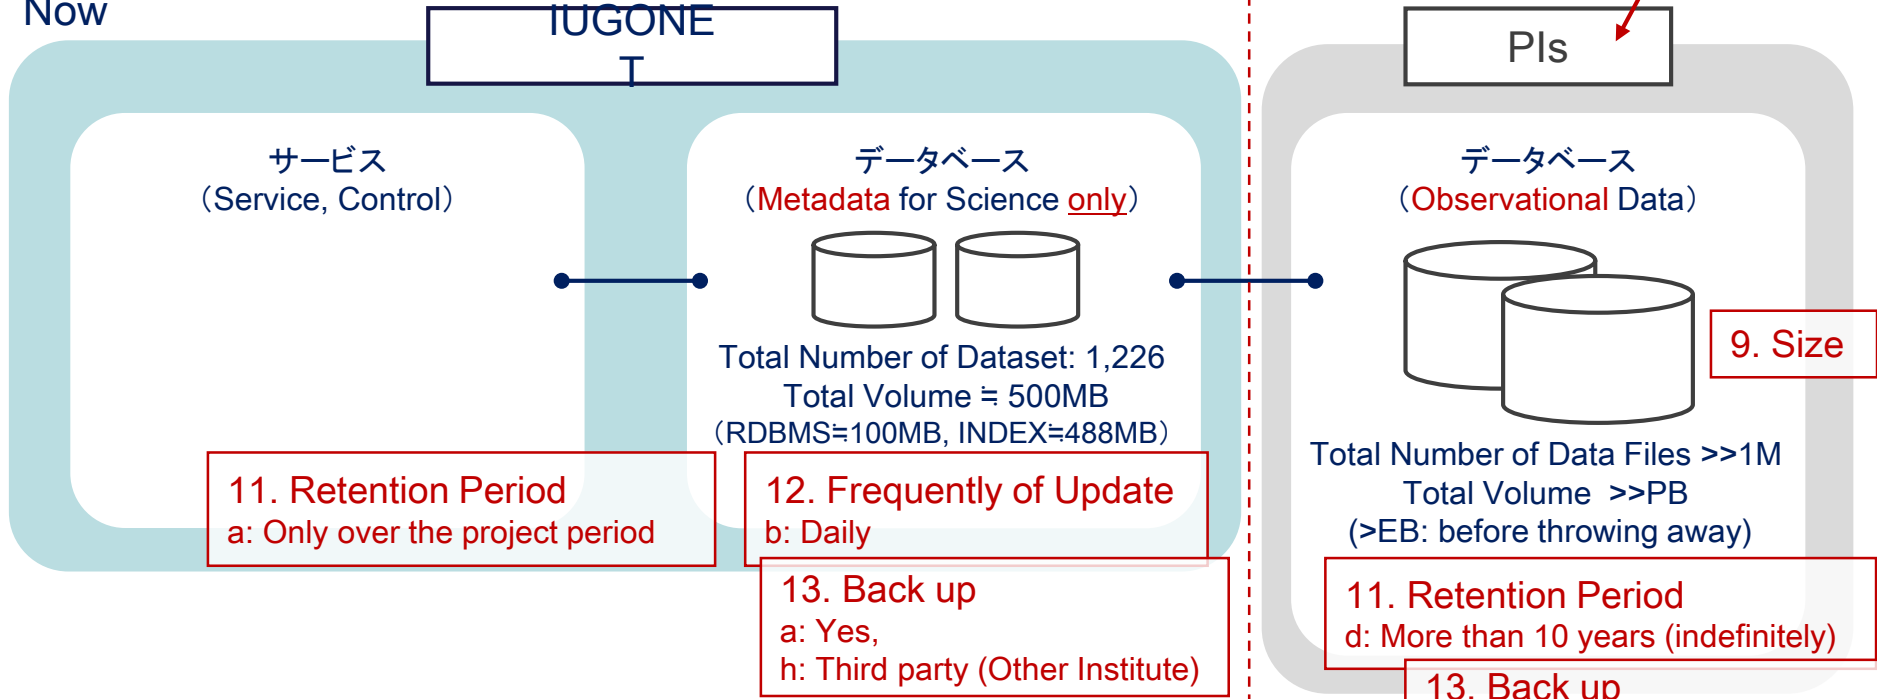 Now
IUGONE
T
サービス
（Service, Control）
データベース
（Metadata for Science only）
Total Number of Dataset: 1,226
Total Volume ≒ 500MB
（RDBMS≒100MB, INDEX≒488MB）
11. Retention Period
a: Only over the project period
12. Frequently of Update
b: Daily
13. Back up
a: Yes,
h: Third party (Other Institute)
PIs
データベース
（Observational Data）
9. Size
Total Number of Data Files >>1M
Total Volume >>PB
(>EB: before throwing away)
11. Retention Period
d: More than 10 years (indefinitely)
13. Back up